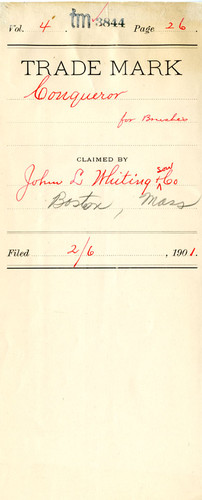 Vol. 4. tm 3844 Page 26.
TRADE MARK
Conqueror
for Brushes
CLAIMED BY
John L Whiting & Son Co
Boston, Mass
Filed 2/6, 1901.